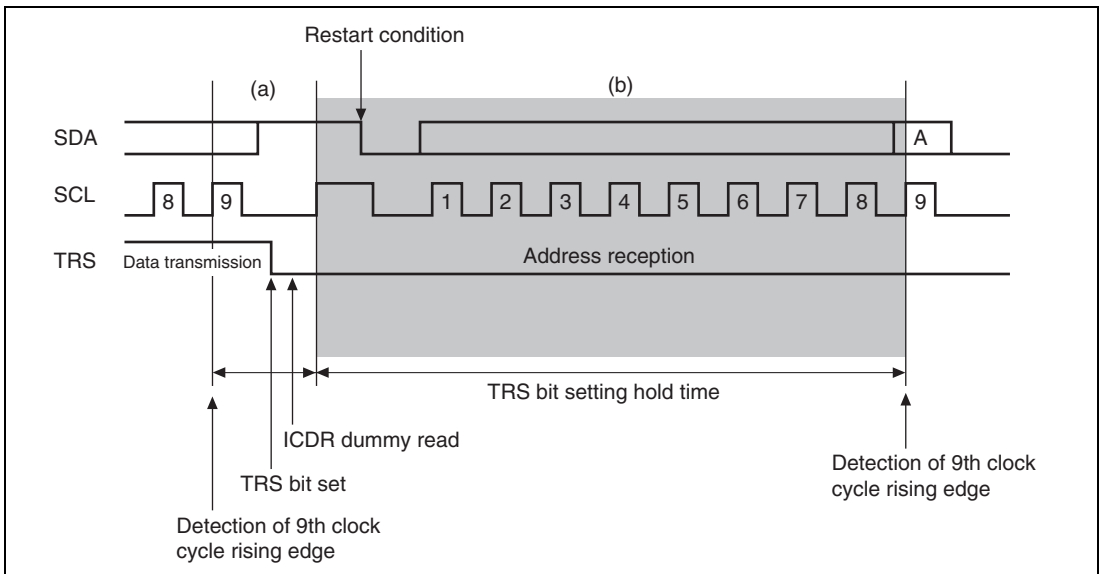 Restart condition
(a)
(b)
SDA
A
SCL
8
9
1
2
3
4
5
6
7
8
9
TRS
Data transmission
Address reception
TRS bit setting hold time
ICDR dummy read
TRS bit set
Detection of 9th clock
cycle rising edge
Detection of 9th clock
cycle rising edge